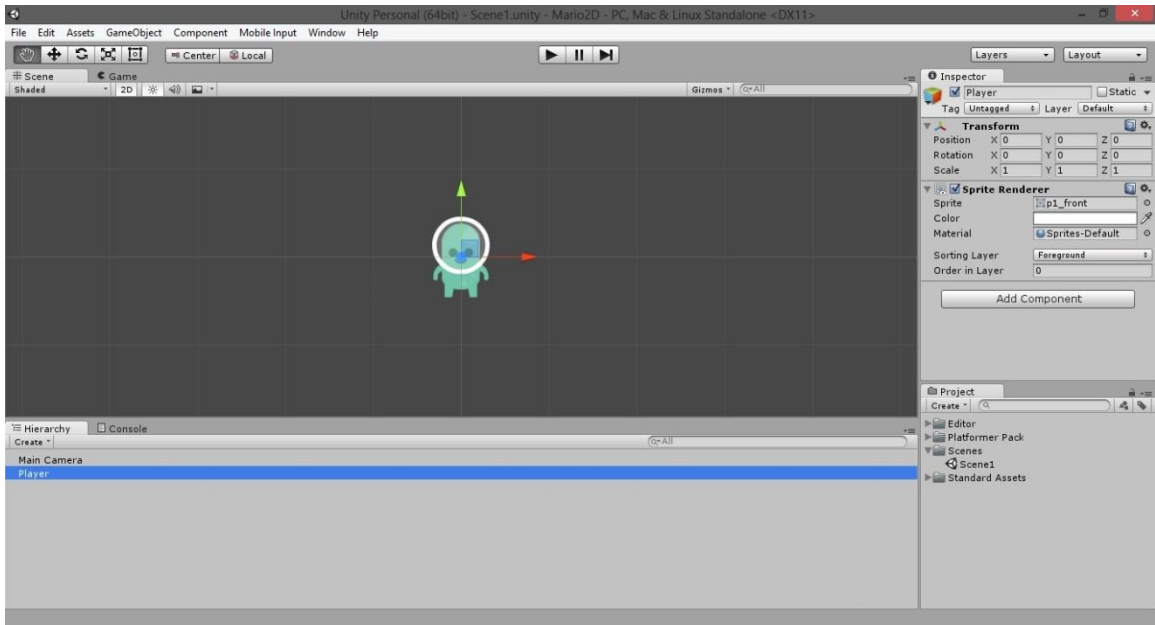 Unity Personal (64bit) - Scene1.unity - Mario2D - PC, Mac & Linux Standalone <DX11>
File Edit Assets GameObject Component Mobile Input Window Help
Center Local
Layers Layout
Scene Game
Shaded 2D Gizmos All
Inspector
Player Static
Tag Untagged Layer Default
Transform
Position X 0 Y 0 Z 0
Rotation X 0 Y 0 Z 0
Scale X 1 Y 1 Z 1
Sprite Renderer
Sprite p1_front
Color
Material Sprites-Default
Sorting Layer Foreground
Order in Layer 0
Add Component
Project
Create
Editor
Platformer Pack
Scenes
Scene1
Standard Assets
Hierarchy Console
Create All
Main Camera
Player